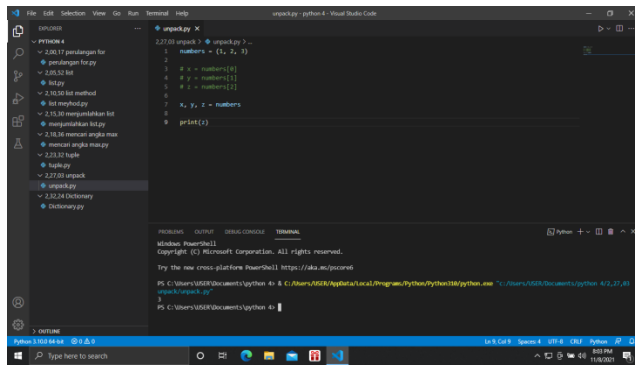 File Edit Selection View Go Run Terminal Help
unpack.py - python 4 - Visual Studio Code
EXPLORER
PYTHON 4
2,00,17 perulangan for
perulangan for.py
2,05,52 list
list.py
2,10,50 list method
list meyhod.py
2,15,30 menjumlahkan list
menjumlahkan list.py
2,18,36 mencari angka max
mencari angka max.py
2,23,32 tuple
tuple.py
2,27,03 unpack
unpack.py
2,32,24 Dictionary
Dictionary.py
OUTLINE
unpack.py
2,27,03 unpack > unpack.py > ...
1 numbers = (1, 2, 3)
2
3 # x = numbers[0]
4 # y = numbers[1]
5 # z = numbers[2]
6
7 x, y, z = numbers
8
9 print(z)
PROBLEMS OUTPUT DEBUG CONSOLE TERMINAL
Python
Windows PowerShell
Copyright (C) Microsoft Corporation. All rights reserved.
Try the new cross-platform PowerShell https://aka.ms/pscore6
PS C:\Users\USER\Documents\python 4> & C:/Users/USER/AppData/Local/Programs/Python/Python310/python.exe "c:/Users/USER/Documents/python 4/2,27,03
unpack/unpack.py"
3
PS C:\Users\USER\Documents\python 4>
Python 3.10.0 64-bit 0 0 Ln 9, Col 9 Spaces: 4 UTF-8 CRLF Python
Type here to search
8:03 PM
11/8/2021